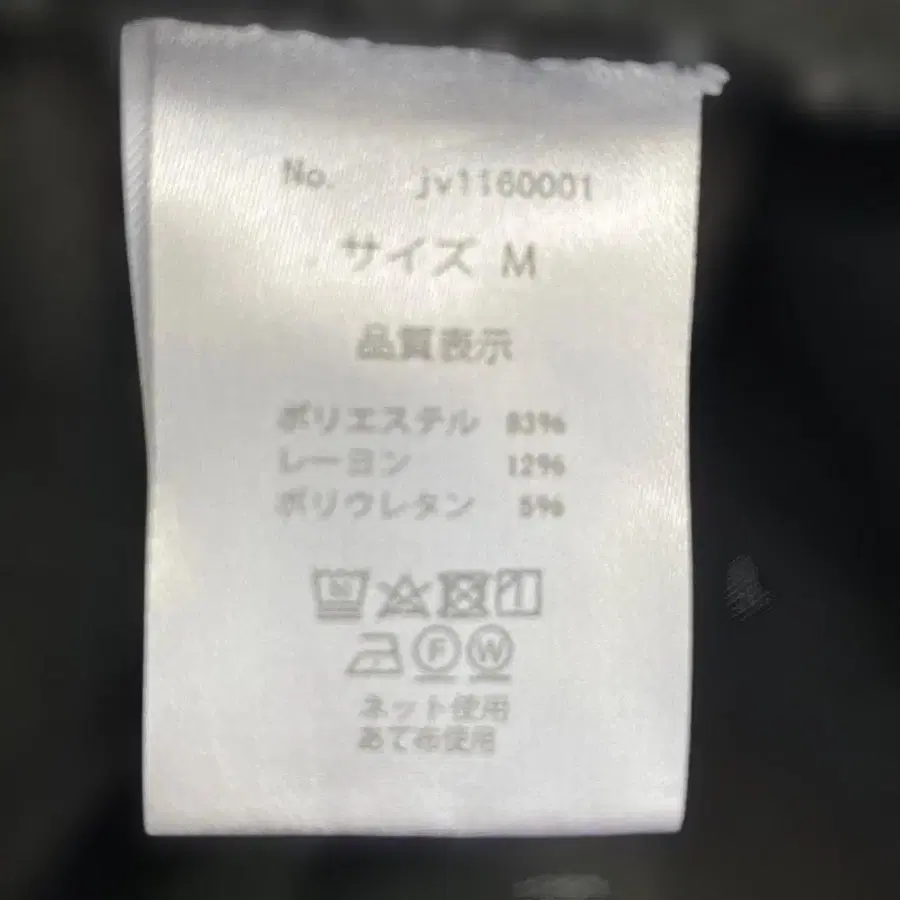 No. jv1160001
サイズ M
品質表示
ポリエステル 83%
レーヨン 12%
ポリウレタン 5%
F W
ネット使用
あて布使用